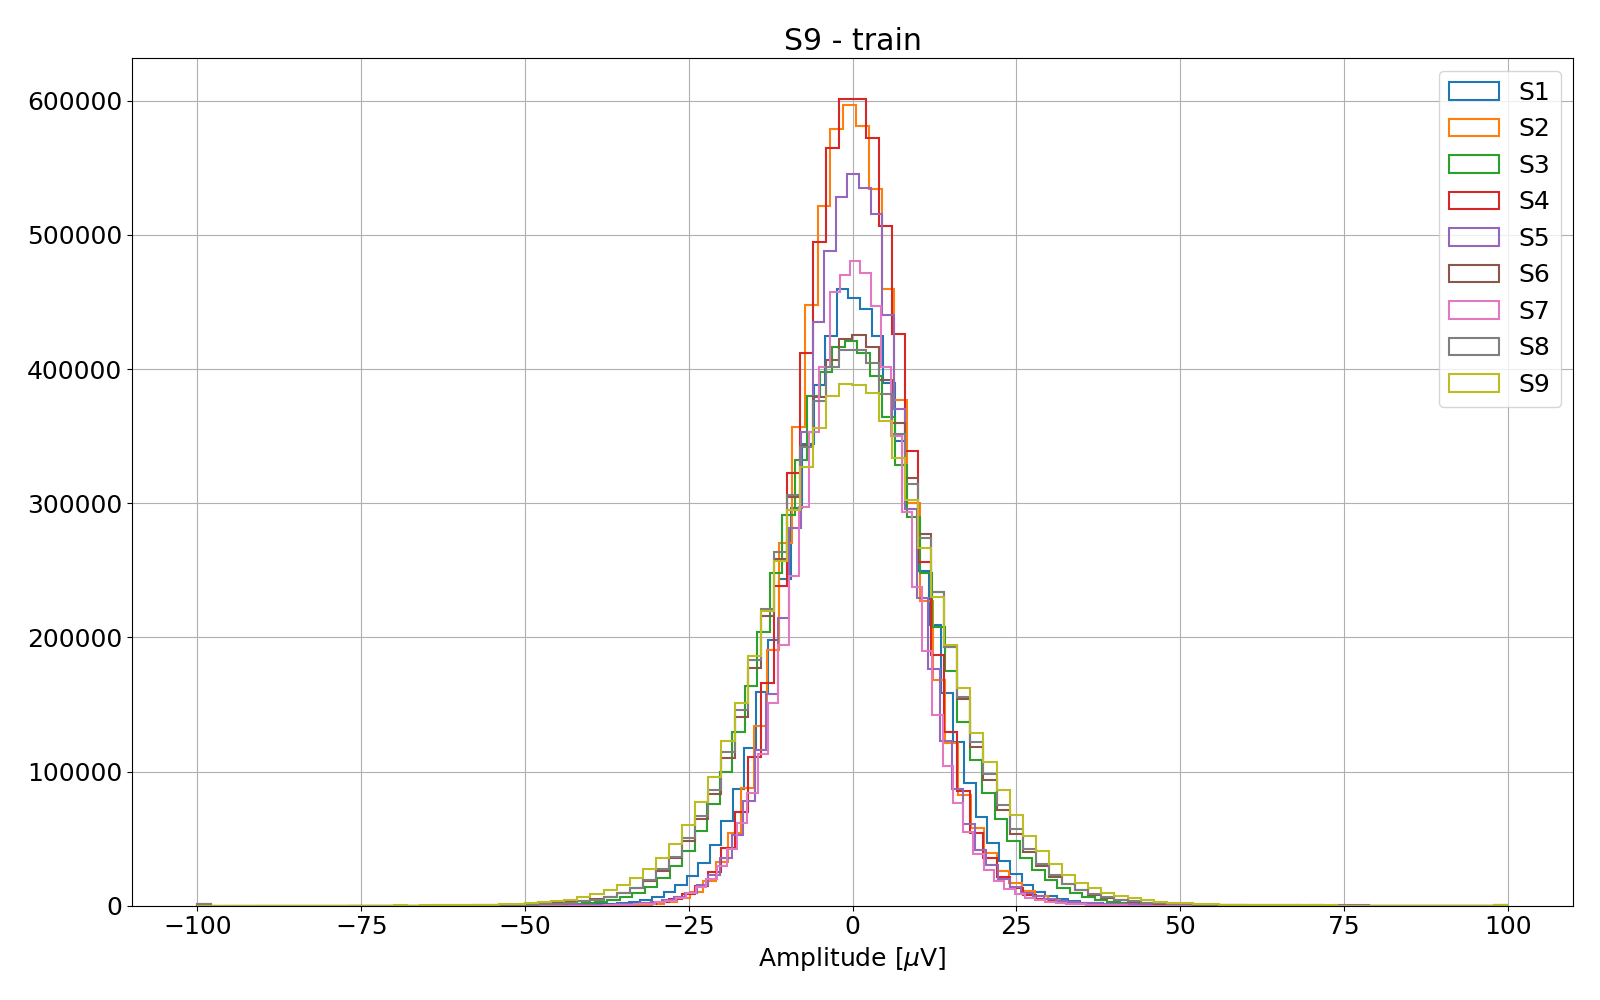 S9 - train
600000
500000
400000
300000
200000
100000
0
−100 −75 −50 −25 0 25 50 75 100
Amplitude [μV]
S1
S2
S3
S4
S5
S6
S7
S8
S9